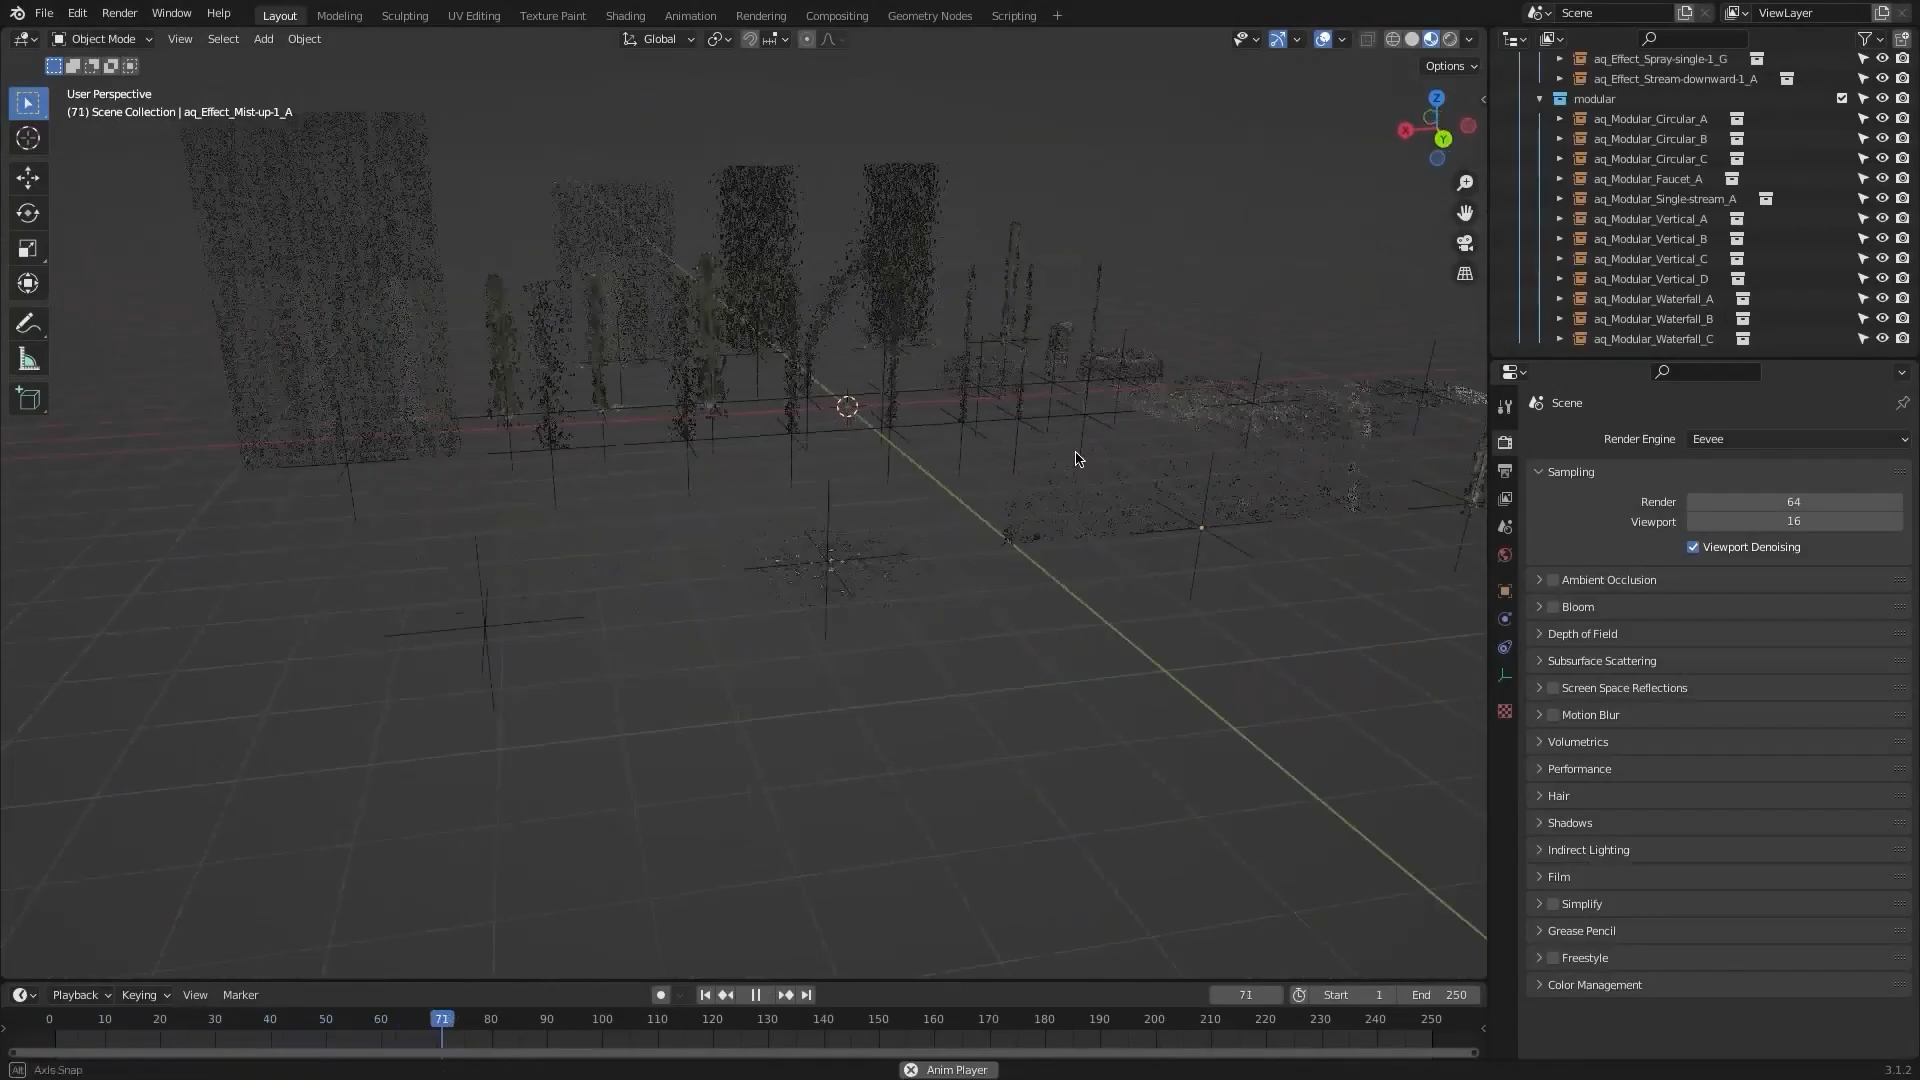 File Edit Render Window Help Layout Modeling Sculpting UV Editing Texture Paint Shading Animation Rendering Compositing Geometry Nodes Scripting + Scene ViewLayer
Object Mode View Select Add Object Global
Options
User Perspective
(71) Scene Collection | aq_Effect_Mist-up-1_A
Z
X
Y
aq_Effect_Spray-single-1_G
aq_Effect_Stream-downward-1_A
modular
aq_Modular_Circular_A
aq_Modular_Circular_B
aq_Modular_Circular_C
aq_Modular_Faucet_A
aq_Modular_Single-stream_A
aq_Modular_Vertical_A
aq_Modular_Vertical_B
aq_Modular_Vertical_C
aq_Modular_Vertical_D
aq_Modular_Waterfall_A
aq_Modular_Waterfall_B
aq_Modular_Waterfall_C
Scene
Render Engine Eevee
Sampling
Render 64
Viewport 16
Viewport Denoising
Ambient Occlusion
Bloom
Depth of Field
Subsurface Scattering
Screen Space Reflections
Motion Blur
Volumetrics
Performance
Hair
Shadows
Indirect Lighting
Film
Simplify
Grease Pencil
Freestyle
Color Management
Playback Keying View Marker 71 Start 1 End 250
0 10 20 30 40 50 60 71 80 90 100 110 120 130 140 150 160 170 180 190 200 210 220 230 240 250
Alt Axis Snap Anim Player 3.1.2